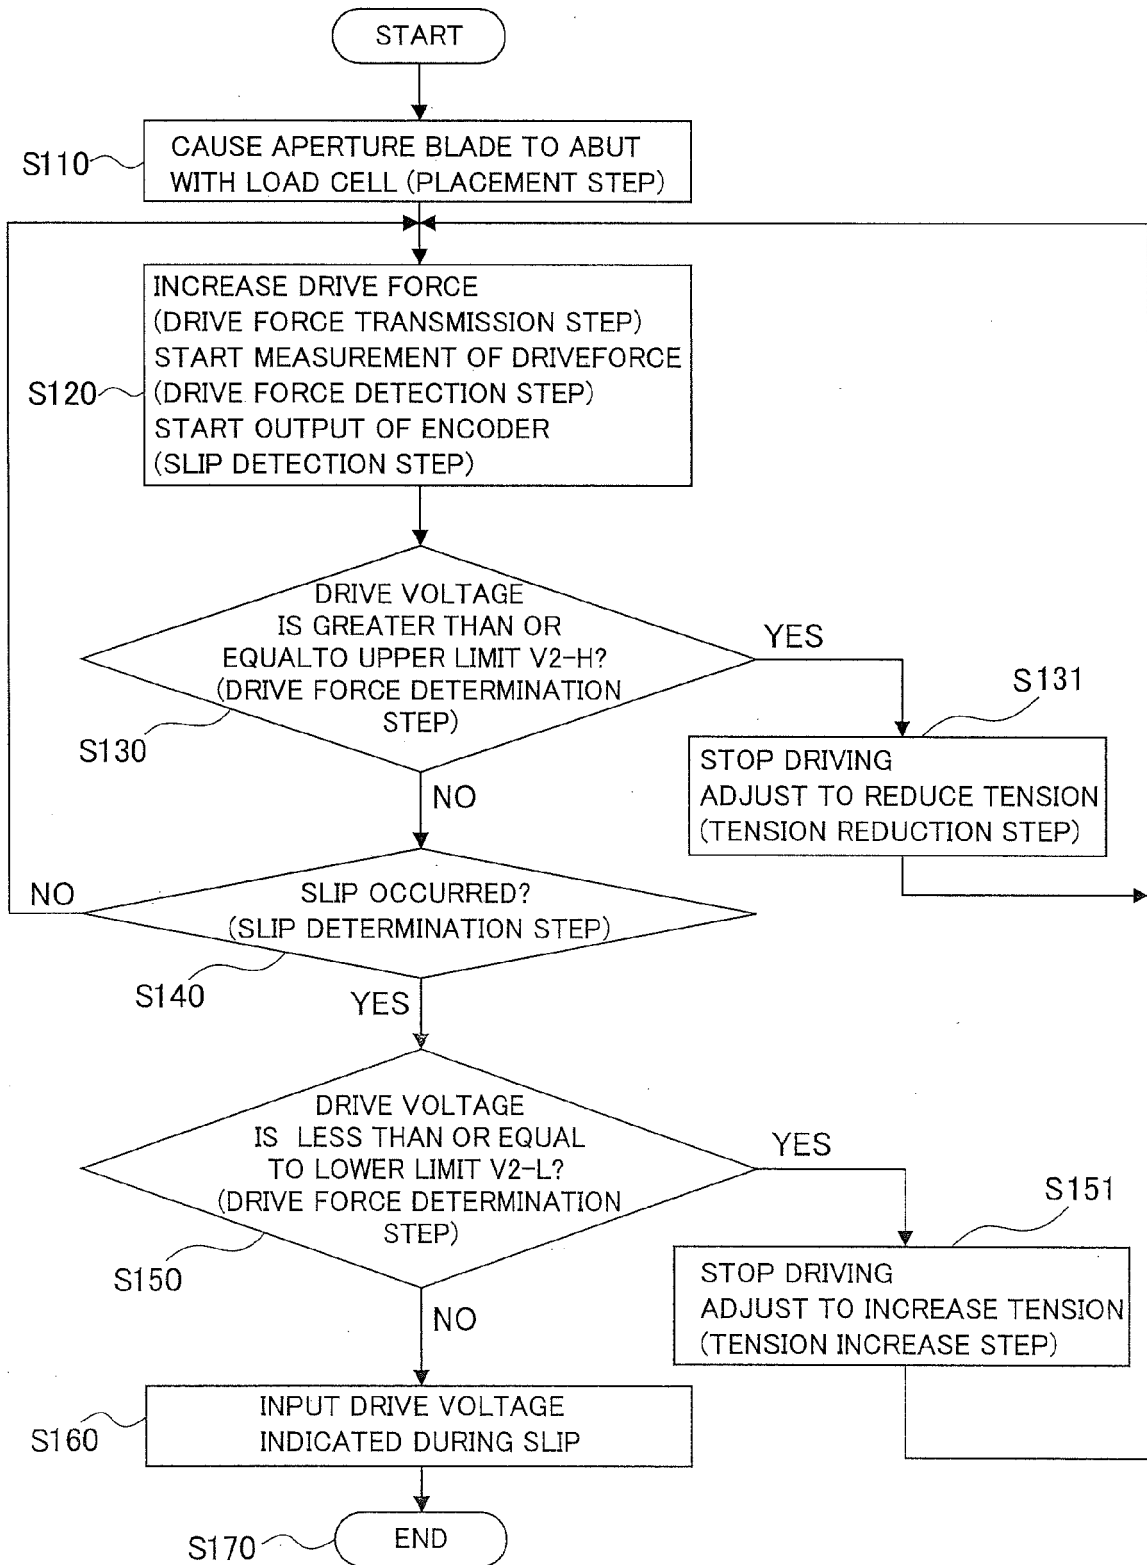 START
S110
CAUSE APERTURE BLADE TO ABUT
WITH LOAD CELL (PLACEMENT STEP)
S120
INCREASE DRIVE FORCE
(DRIVE FORCE TRANSMISSION STEP)
START MEASUREMENT OF DRIVEFORCE
(DRIVE FORCE DETECTION STEP)
START OUTPUT OF ENCODER
(SLIP DETECTION STEP)
DRIVE VOLTAGE
IS GREATER THAN OR
EQUALTO UPPER LIMIT V2-H?
(DRIVE FORCE DETERMINATION
STEP)
S130
YES
S131
STOP DRIVING
ADJUST TO REDUCE TENSION
(TENSION REDUCTION STEP)
NO
SLIP OCCURRED?
(SLIP DETERMINATION STEP)
NO
S140
YES
DRIVE VOLTAGE
IS LESS THAN OR EQUAL
TO LOWER LIMIT V2-L?
(DRIVE FORCE DETERMINATION
STEP)
S150
YES
S151
STOP DRIVING
ADJUST TO INCREASE TENSION
(TENSION INCREASE STEP)
NO
S160
INPUT DRIVE VOLTAGE
INDICATED DURING SLIP
S170
END